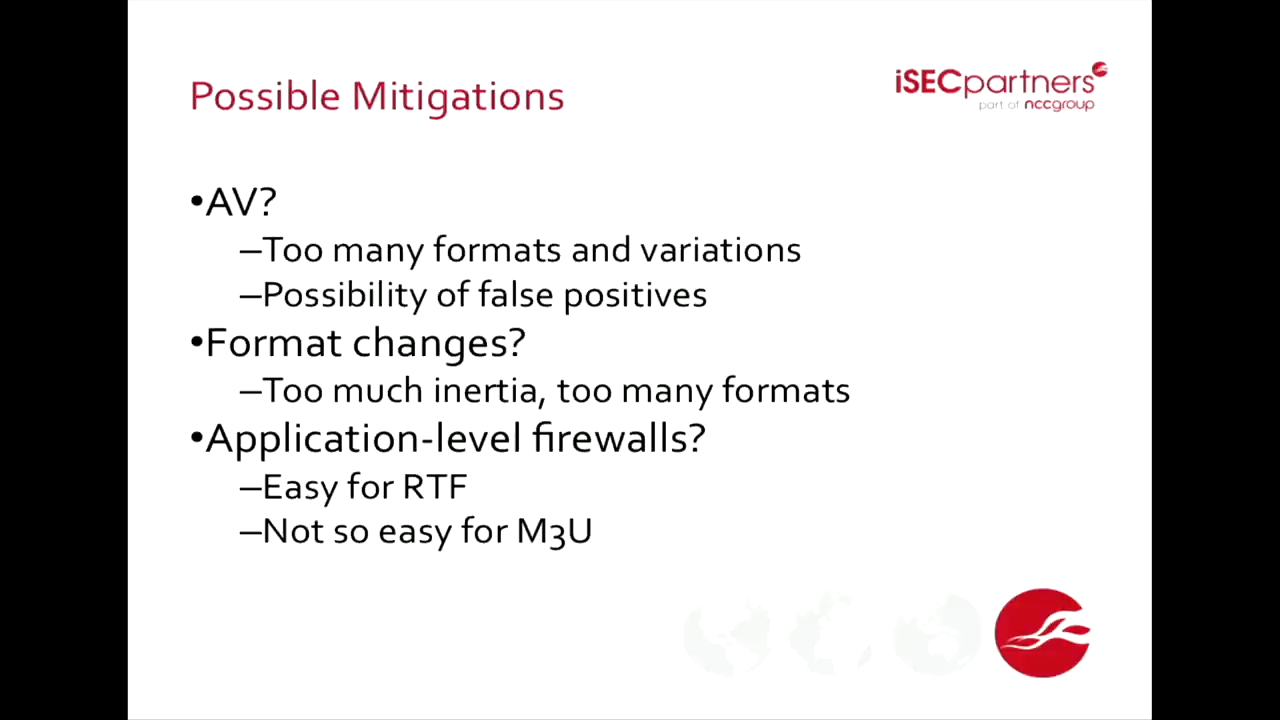 Possible Mitigations
iSECpartners
part of nccgroup
•AV?
–Too many formats and variations
–Possibility of false positives
•Format changes?
–Too much inertia, too many formats
•Application-level firewalls?
–Easy for RTF
–Not so easy for M3U